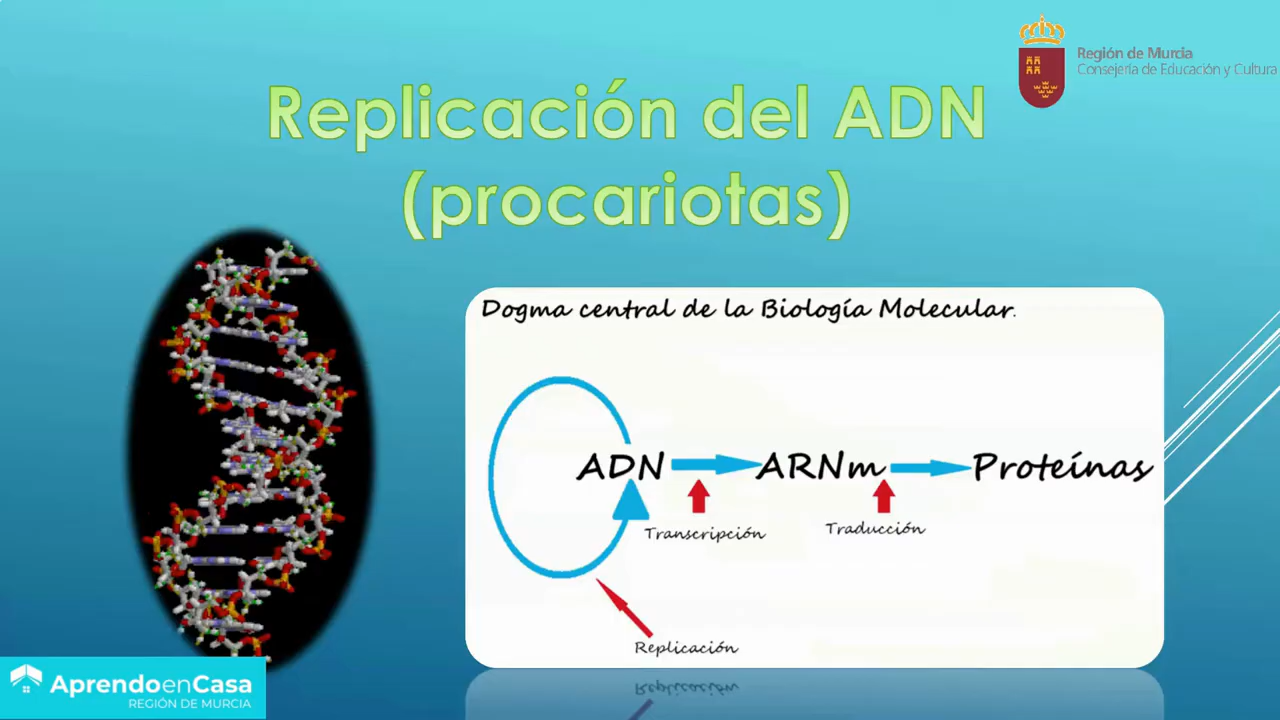 Región de Murcia
Consejería de Educación y Cultura
Replicación del ADN
(procariotas)
Dogma central de la Biología Molecular.
ADN ARNm Proteínas
Transcripción Traducción
Replicación
Replicación
AprendoenCasa
REGIÓN DE MURCIA